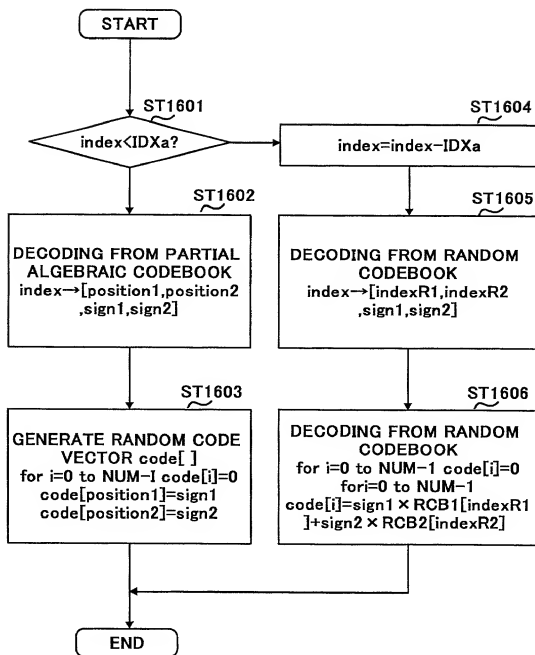 START
ST1601
index<IDXa?
ST1604
index=index-IDXa
ST1602
DECODING FROM PARTIAL
ALGEBRAIC CODEBOOK
index→[position1,position2
,sign1,sign2]
ST1605
DECODING FROM RANDOM
CODEBOOK
index→[indexR1,indexR2
,sign1,sign2]
ST1603
GENERATE RANDOM CODE
VECTOR code[ ]
for i=0 to NUM-I code[i]=0
code[position1]=sign1
code[position2]=sign2
ST1606
DECODING FROM RANDOM
CODEBOOK
for i=0 to NUM-1 code[i]=0
fori=0 to NUM-1
code[i]=sign1×RCB1[indexR1
]+sign2×RCB2[indexR2]
END